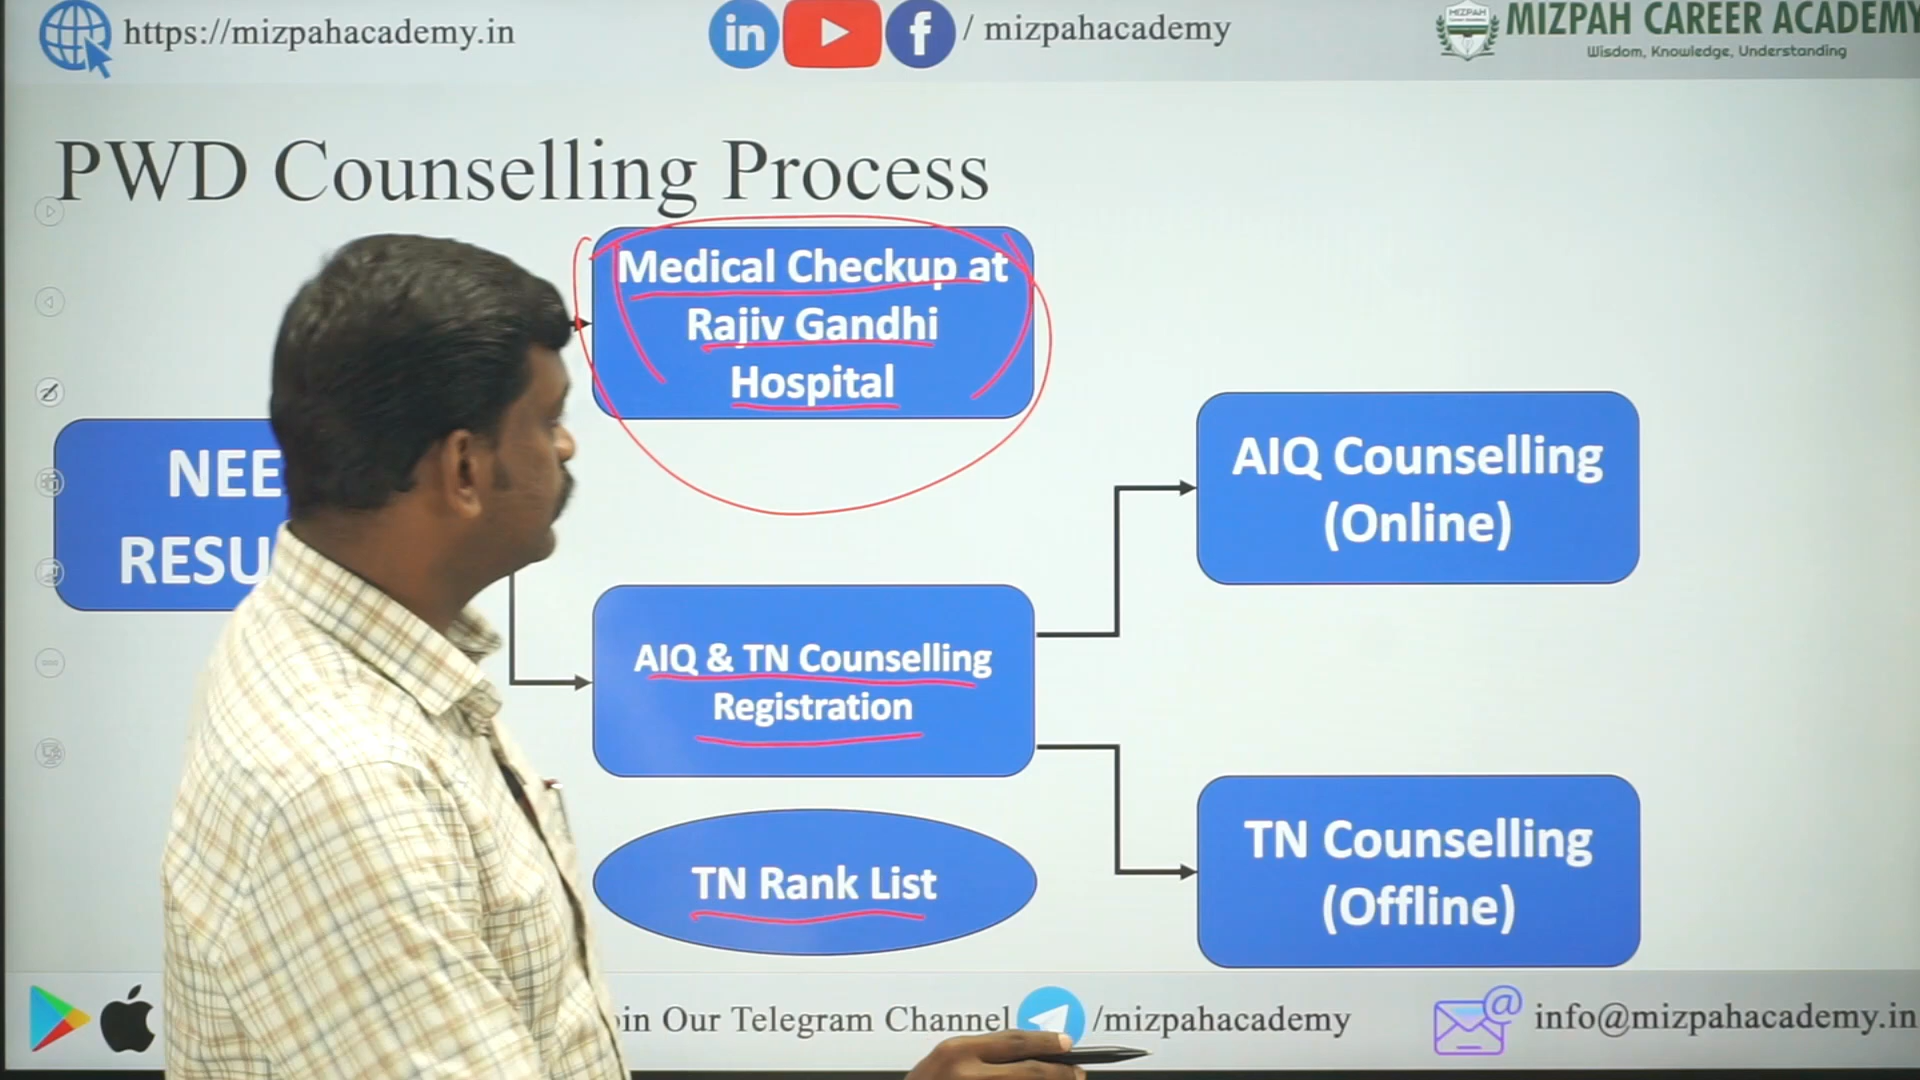 https://mizpahacademy.in
in
f
/ mizpahacademy
MIZPAH
MIZPAH CAREER ACADEMY
Wisdom, Knowledge, Understanding
PWD Counselling Process
Medical Checkup at
Rajiv Gandhi
Hospital
NEE
RESU
AIQ Counselling
(Online)
AIQ & TN Counselling
Registration
TN Rank List
TN Counselling
(Offline)
in Our Telegram Channel
/mizpahacademy
@
info@mizpahacademy.in